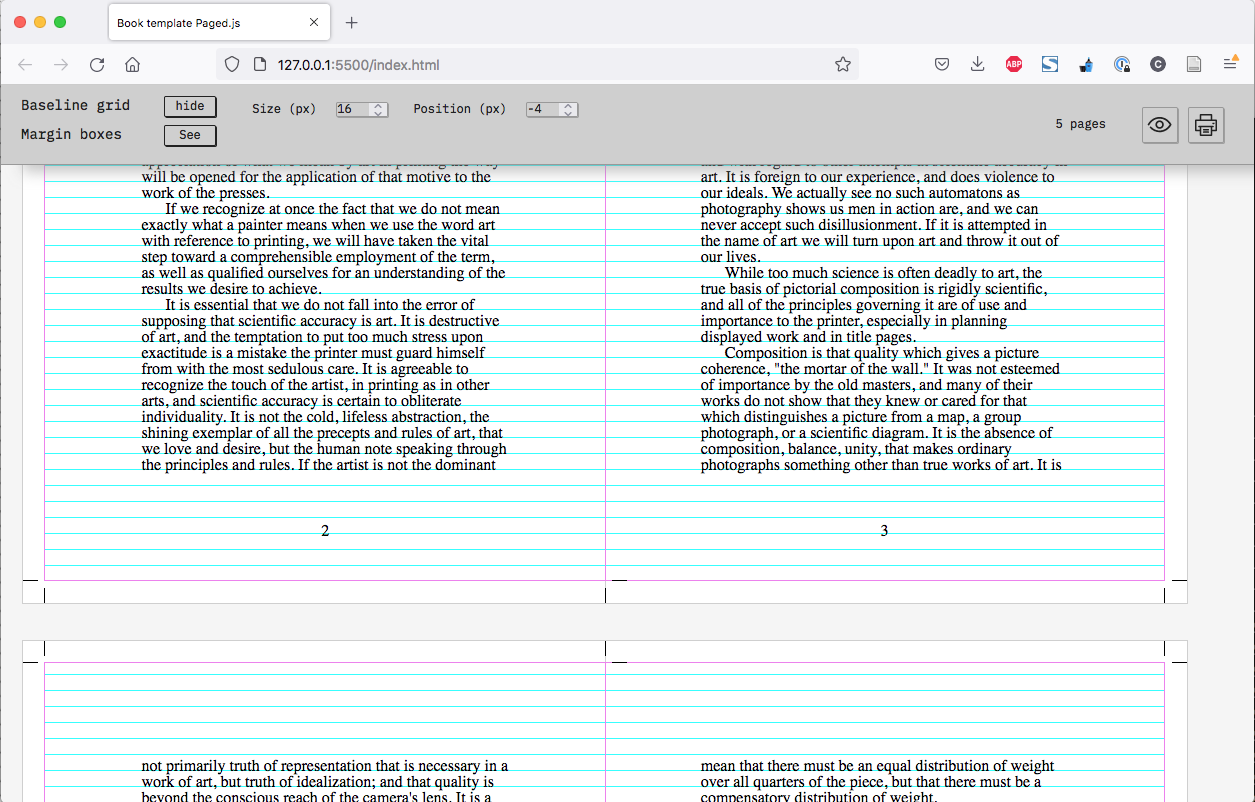 Book template Paged.js
127.0.0.1:5500/index.html
ABP
S
C
Baseline grid hide Size (px) 16 Position (px) -4
Margin boxes See
5 pages
will be opened for the application of that motive to the
work of the presses.
If we recognize at once the fact that we do not mean
exactly what a painter means when we use the word art
with reference to printing, we will have taken the vital
step toward a comprehensible employment of the term,
as well as qualified ourselves for an understanding of the
results we desire to achieve.
It is essential that we do not fall into the error of
supposing that scientific accuracy is art. It is destructive
of art, and the temptation to put too much stress upon
exactitude is a mistake the printer must guard himself
from with the most sedulous care. It is agreeable to
recognize the touch of the artist, in printing as in other
arts, and scientific accuracy is certain to obliterate
individuality. It is not the cold, lifeless abstraction, the
shining exemplar of all the precepts and rules of art, that
we love and desire, but the human note speaking through
the principles and rules. If the artist is not the dominant
2
art. It is foreign to our experience, and does violence to
our ideals. We actually see no such automatons as
photography shows us men in action are, and we can
never accept such disillusionment. If it is attempted in
the name of art we will turn upon art and throw it out of
our lives.
While too much science is often deadly to art, the
true basis of pictorial composition is rigidly scientific,
and all of the principles governing it are of use and
importance to the printer, especially in planning
displayed work and in title pages.
Composition is that quality which gives a picture
coherence, "the mortar of the wall." It was not esteemed
of importance by the old masters, and many of their
works do not show that they knew or cared for that
which distinguishes a picture from a map, a group
photograph, or a scientific diagram. It is the absence of
composition, balance, unity, that makes ordinary
photographs something other than true works of art. It is
3
not primarily truth of representation that is necessary in a
work of art, but truth of idealization; and that quality is
beyond the conscious reach of the camera's lens. It is a
mean that there must be an equal distribution of weight
over all quarters of the piece, but that there must be a
compensatory distribution of weight.